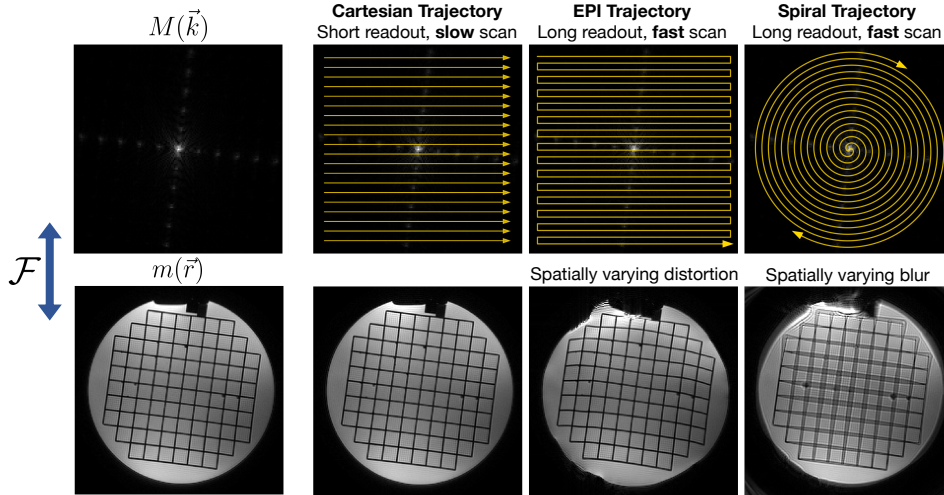 M(k⃗)
Cartesian Trajectory
Short readout, slow scan
EPI Trajectory
Long readout, fast scan
Spiral Trajectory
Long readout, fast scan
ℱ
m(r⃗)
Spatially varying distortion
Spatially varying blur